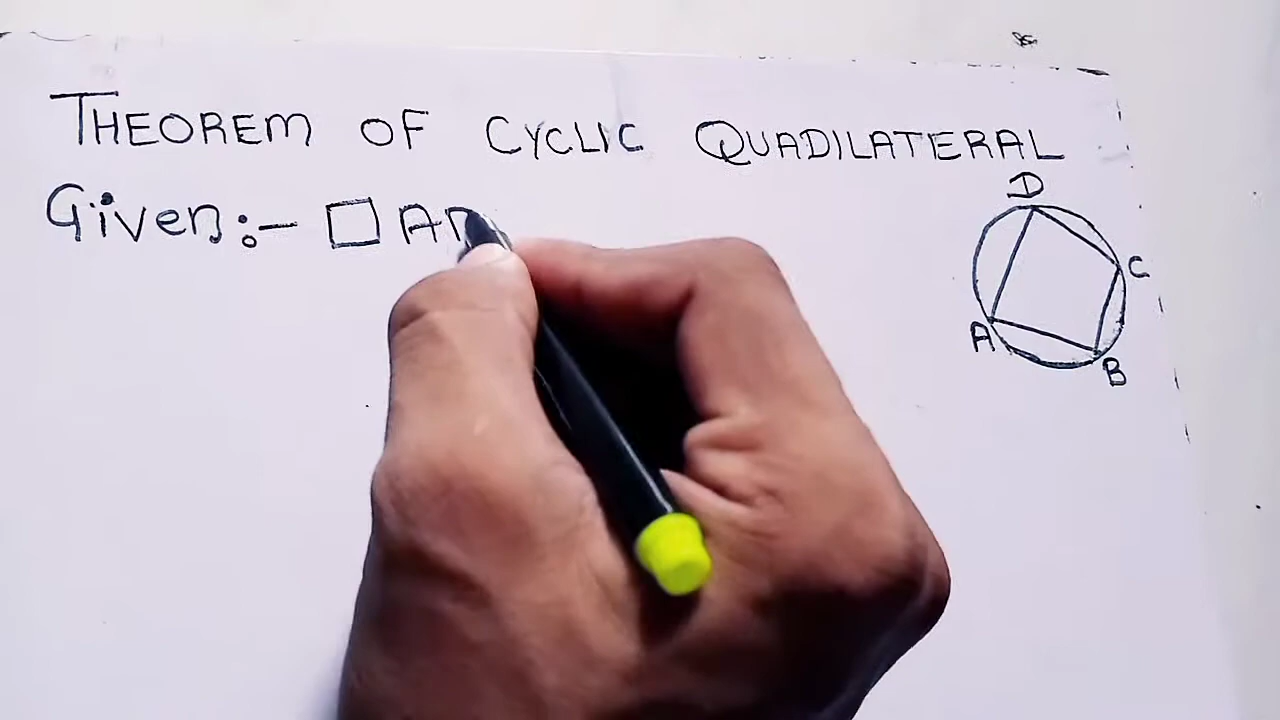 THEOREM OF CYCLIC QUADILATERAL
Given:- □ A
D
C
A
B